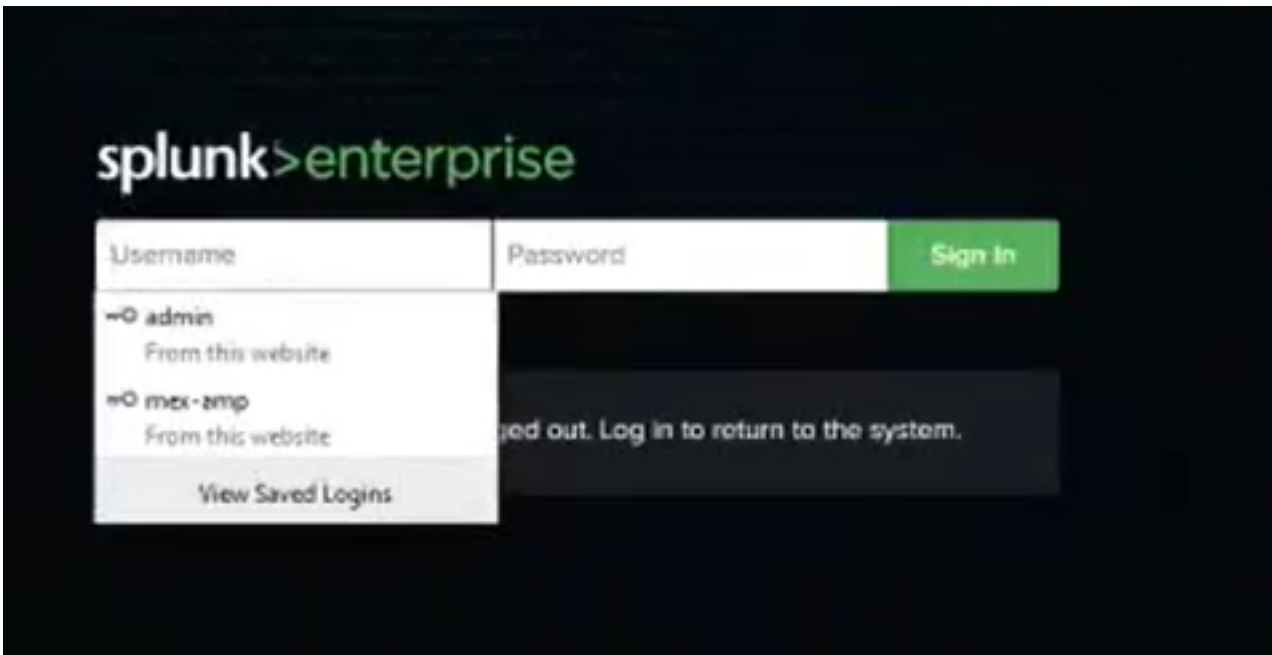 splunk>enterprise
Username
Password
Sign In
admin
From this website
mex-amp
From this website
ged out. Log in to return to the system.
View Saved Logins